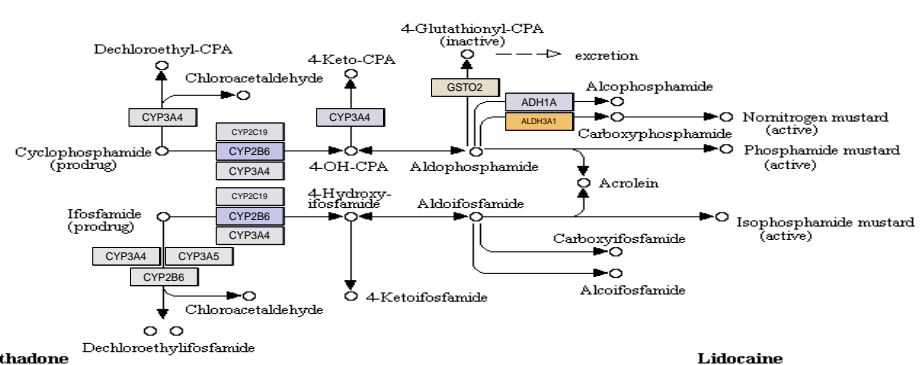 4-Glutathionyl-CPA
(inactive)
excretion
Dechloroethyl-CPA
4-Keto-CPA
Chloroacetaldehyde
GSTO2
Alcophosphamide
ADH1A
CYP3A4
CYP3A4
ALDH3A1
Carboxyphosphamide
Nornitrogen mustard
(active)
CYP2C19
Cyclophosphamide
(prodrug)
CYP2B6
CYP3A4
4-OH-CPA
Aldophosphamide
Phosphamide mustard
(active)
Acrolein
CYP2C19
4-Hydroxy-
ifosfamide
Ifosfamide
(prodrug)
CYP2B6
CYP3A4
Aldoifosfamide
Isophosphamide mustard
(active)
Carboxyifosfamide
CYP3A4
CYP3A5
CYP2B6
Alcoifosfamide
Chloroacetaldehyde
4-Ketoifosfamide
Dechloroethylifosfamide
thadone
Lidocaine